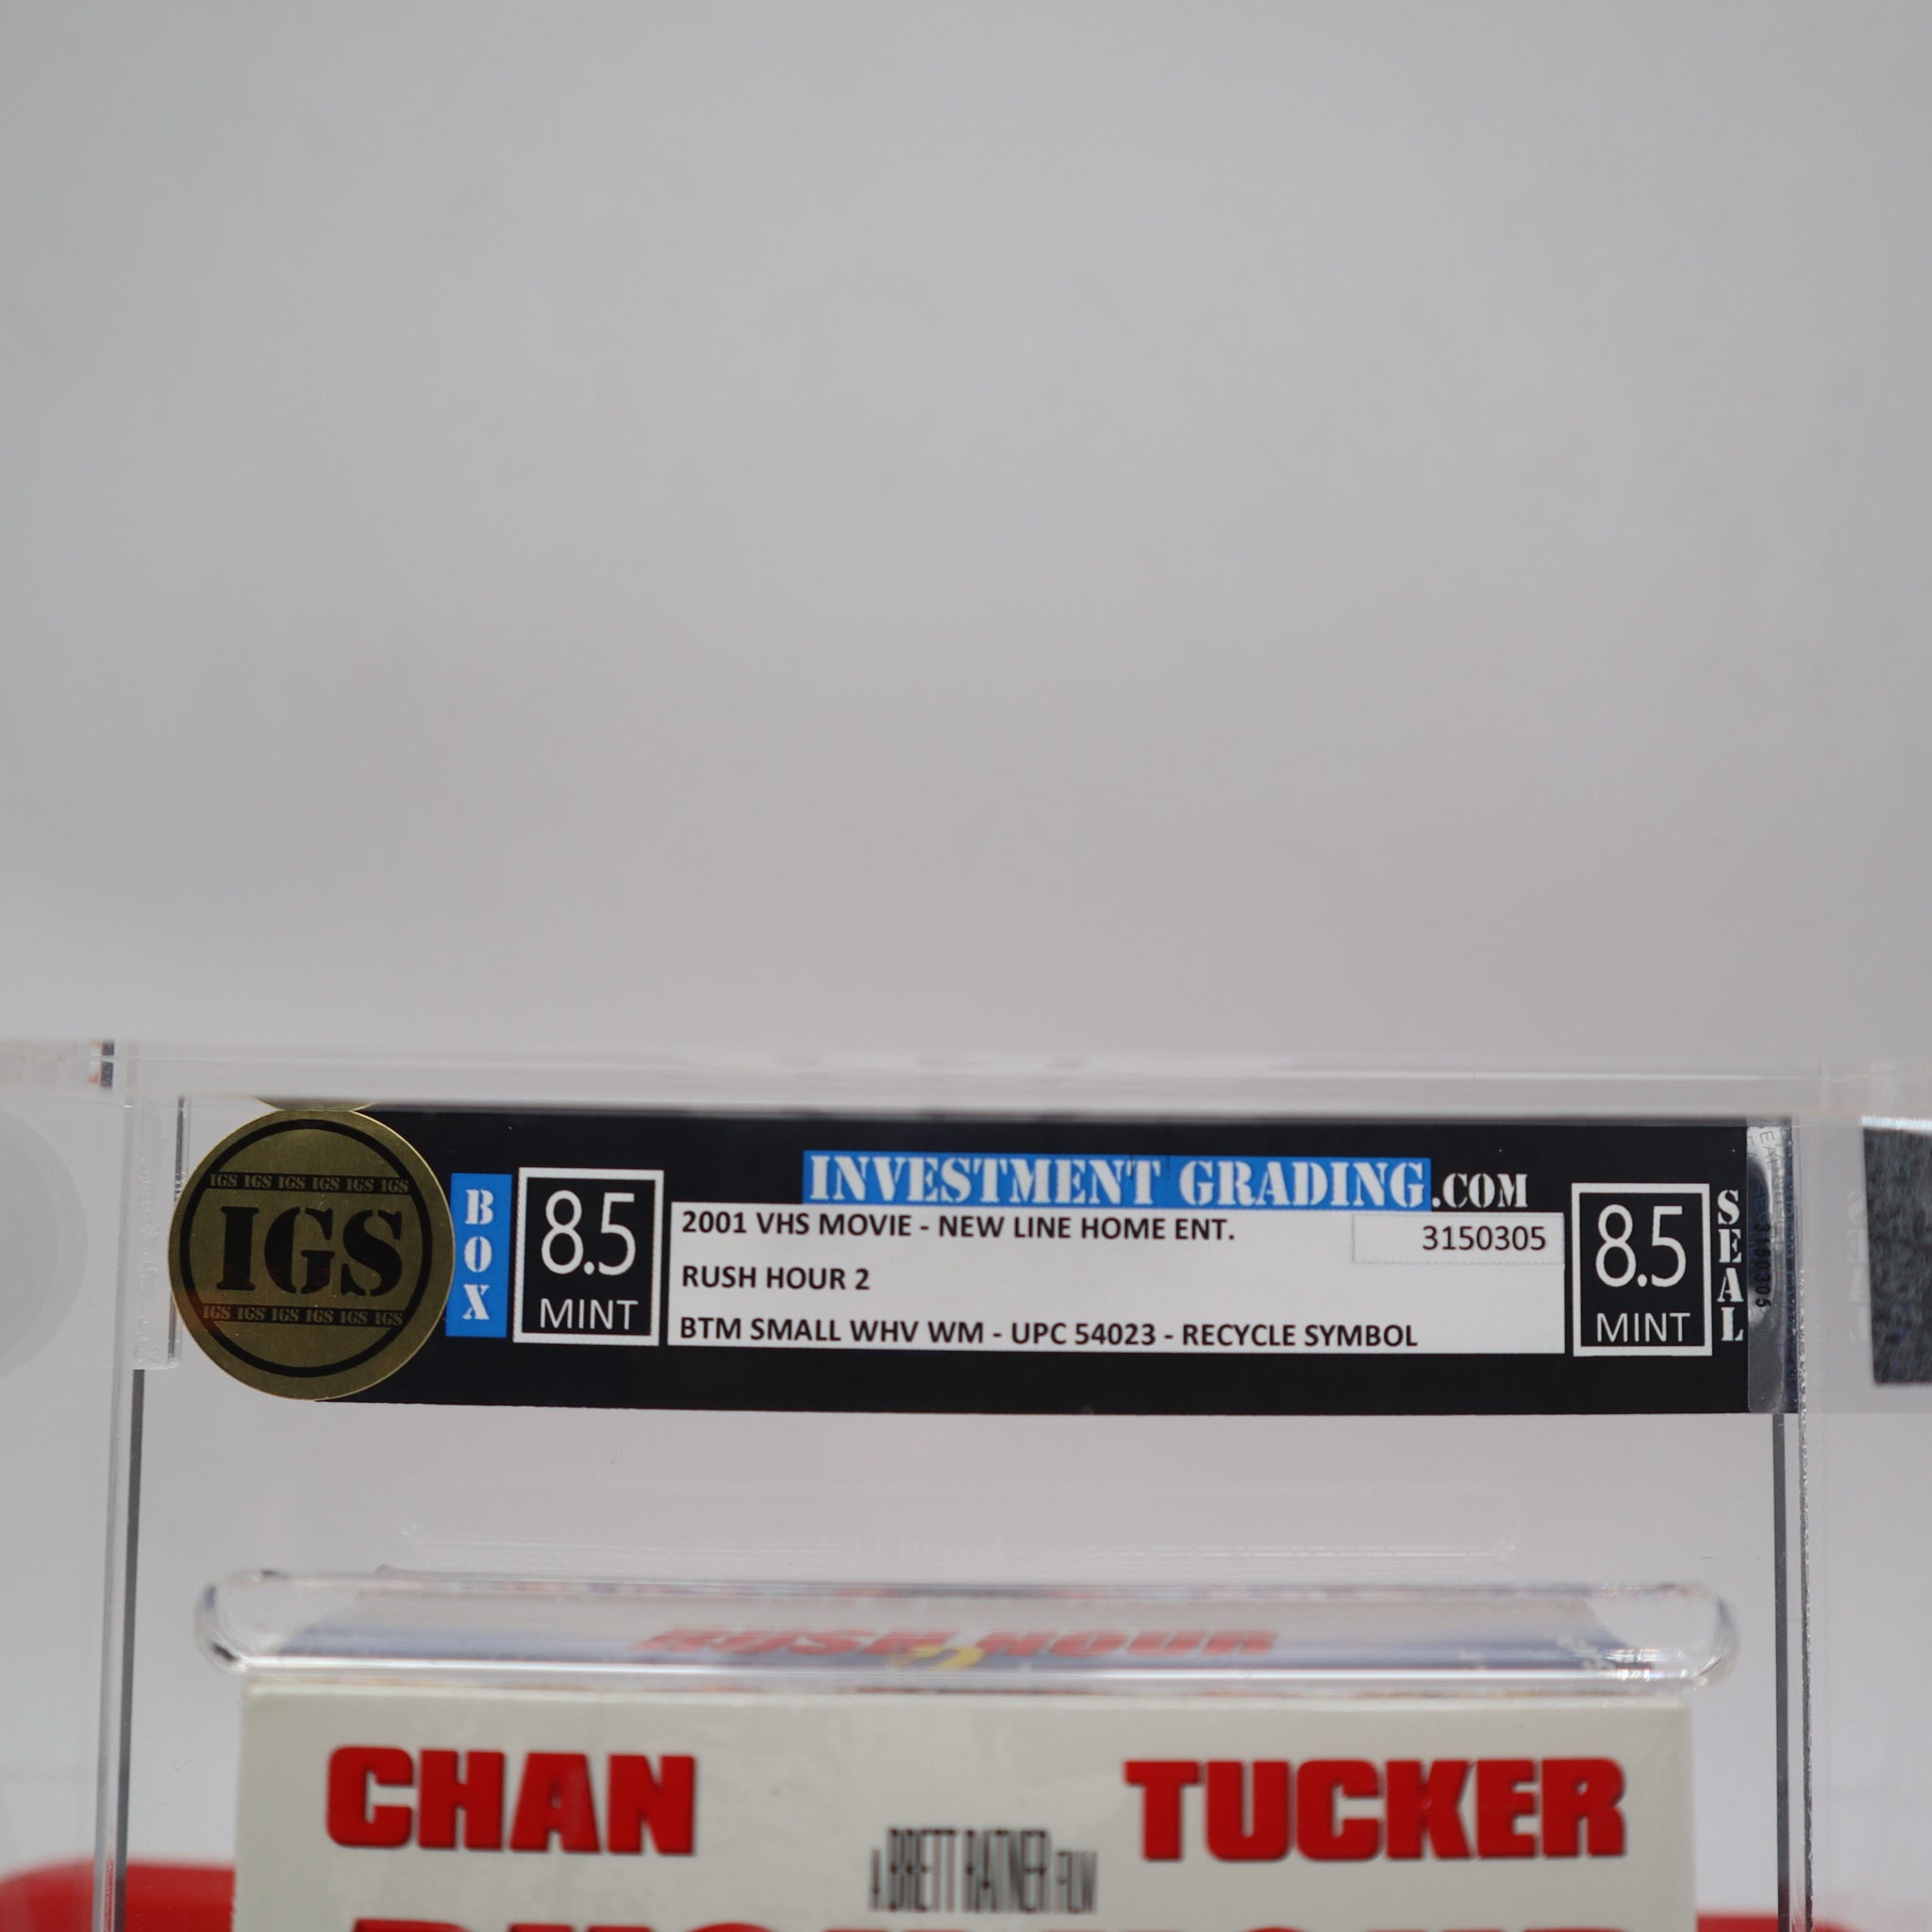 IGS IGS IGS IGS IGS IGS
IGS
IGS IGS IGS IGS IGS IGS
BOX
8.5
MINT
INVESTMENT GRADING.COM
2001 VHS MOVIE - NEW LINE HOME ENT.
3150305
RUSH HOUR 2
BTM SMALL WHV WM - UPC 54023 - RECYCLE SYMBOL
8.5
MINT
SEAL
RUSH HOUR
CHAN
TUCKER
A BRETT RATNER FILM